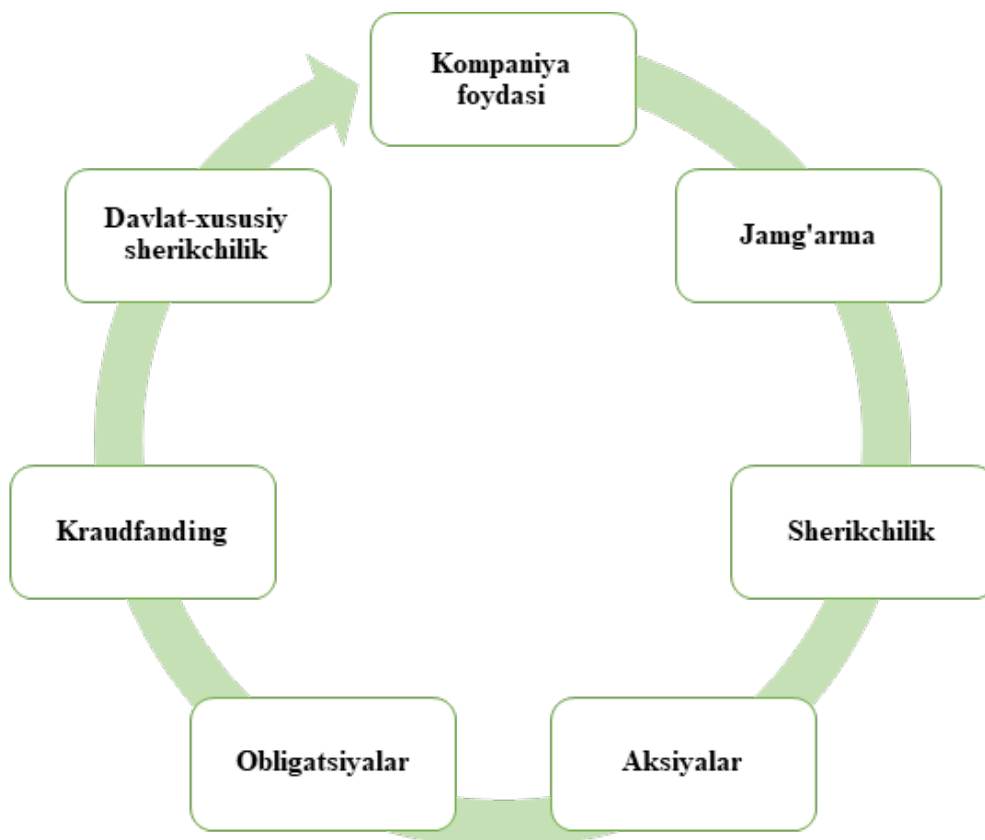 Kompaniya
foydasi
Jamg'arma
Sherikchilik
Aksiyalar
Obligatsiyalar
Kraudfanding
Davlat-xususiy
sherikchilik